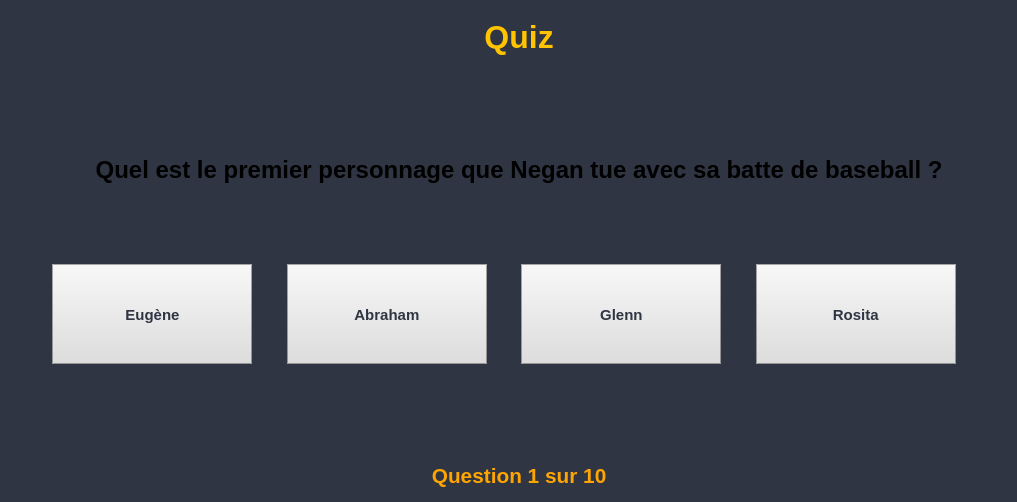 Quiz
Quel est le premier personnage que Negan tue avec sa batte de baseball ?
Eugène
Abraham
Glenn
Rosita
Question 1 sur 10